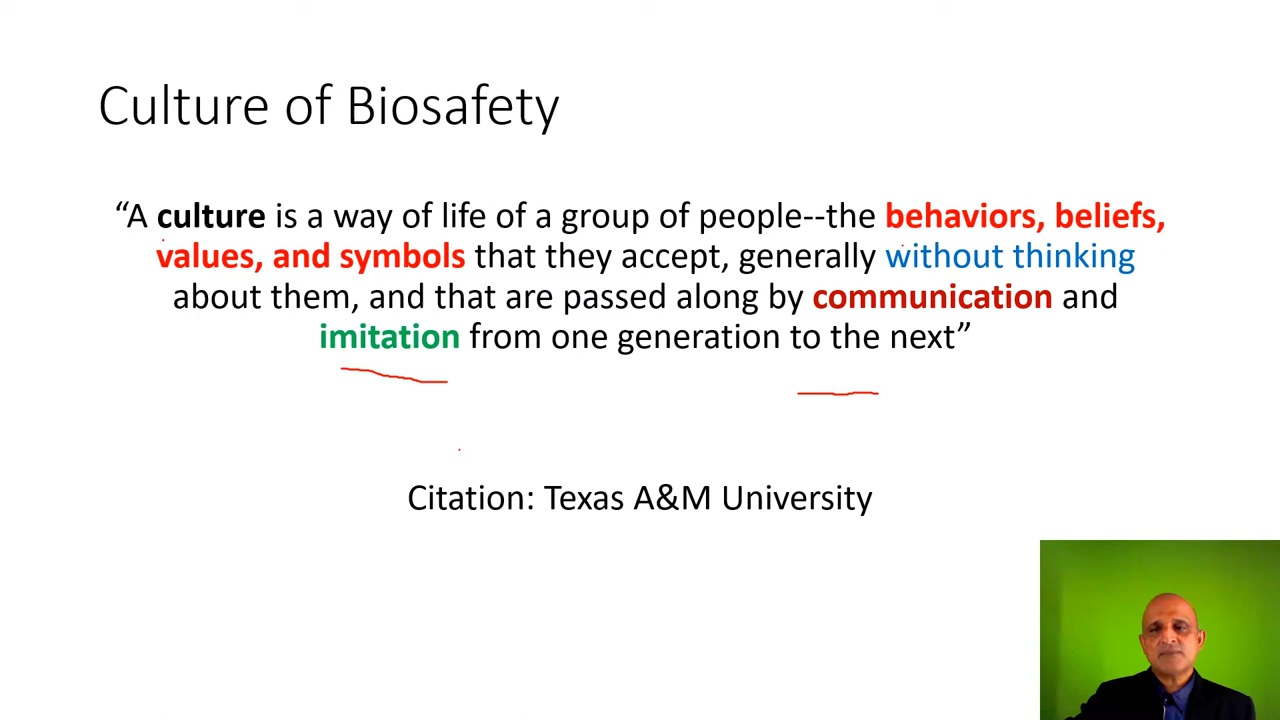 Culture of Biosafety
“A culture is a way of life of a group of people--the behaviors, beliefs,
values, and symbols that they accept, generally without thinking
about them, and that are passed along by communication and
imitation from one generation to the next”
Citation: Texas A&M University